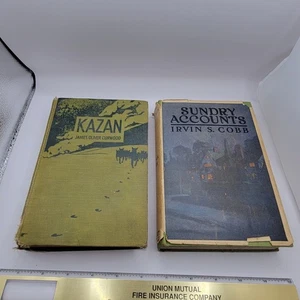 KAZAN
JAMES OLIVER CURWOOD
SUNDRY
ACCOUNTS
IRVIN S. COBB
UNION MUTUAL
FIRE INSURANCE COMPANY